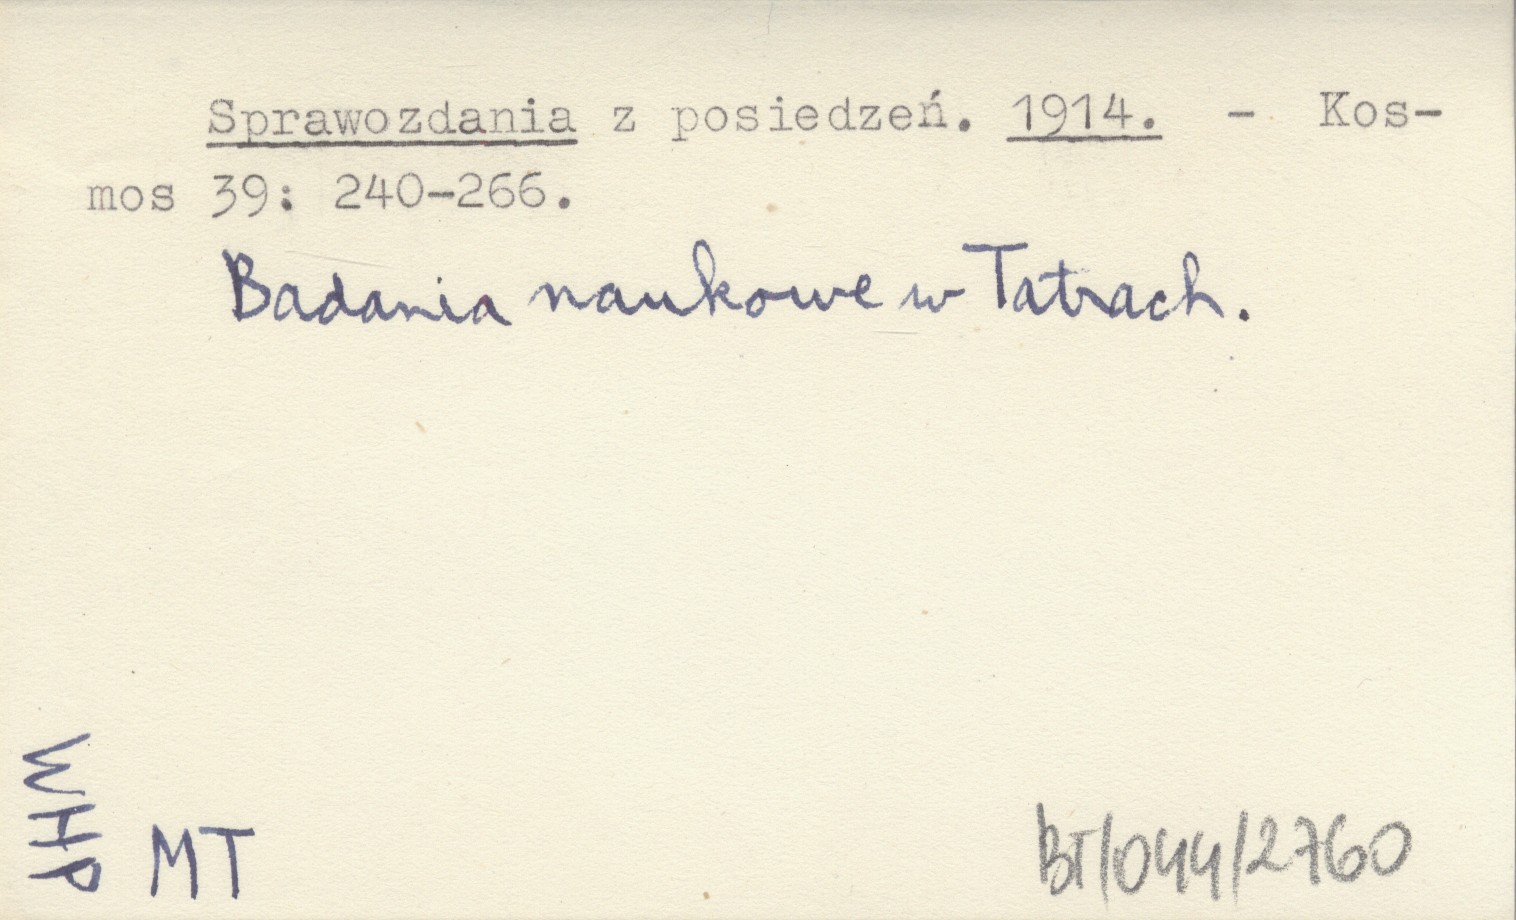 Sprawozdania z posiedzeń. 1914. - Kos-
mos 39: 240-266.
Badania naukowe w Tatrach.
WHP
MT
BT/044/2760